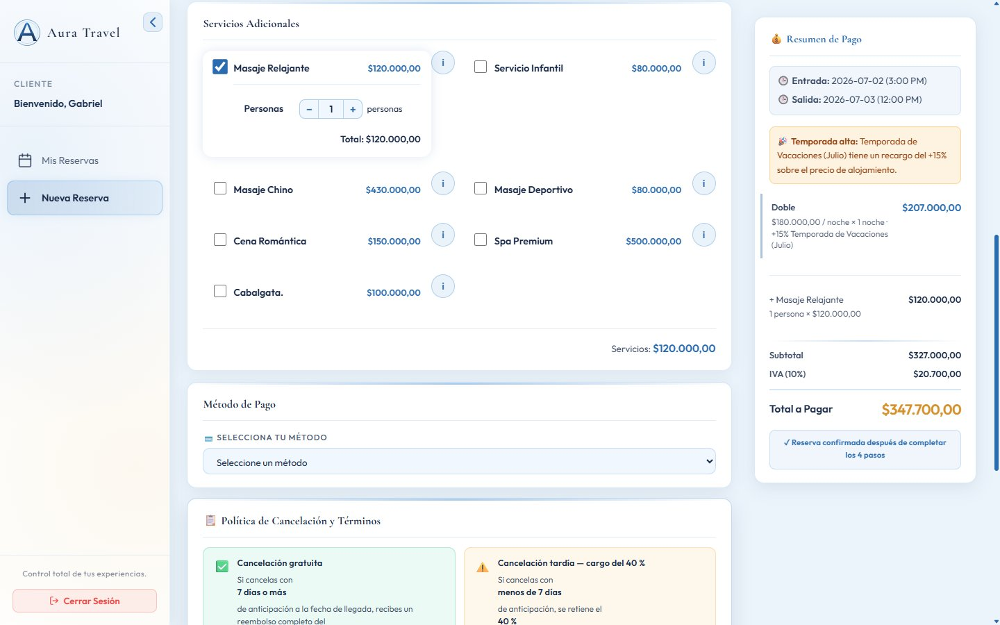 Aura Travel
CLIENTE
Bienvenido, Gabriel
Mis Reservas
Nueva Reserva
Control total de tus experiencias.
Cerrar Sesión
Servicios Adicionales
Masaje Relajante $120.000,00 i
Personas − 1 + personas
Total: $120.000,00
Servicio Infantil $80.000,00 i
Masaje Chino $430.000,00 i
Masaje Deportivo $80.000,00 i
Cena Romántica $150.000,00 i
Spa Premium $500.000,00 i
Cabalgata. $100.000,00 i
Servicios: $120.000,00
Método de Pago
SELECCIONA TU MÉTODO
Seleccione un método
Política de Cancelación y Términos
Cancelación gratuita
Si cancelas con
7 días o más
de anticipación a la fecha de llegada, recibes un
reembolso completo del
Cancelación tardía — cargo del 40 %
Si cancelas con
menos de 7 días
de anticipación, se retiene el
40 %
Resumen de Pago
Entrada: 2026-07-02 (3:00 PM)
Salida: 2026-07-03 (12:00 PM)
Temporada alta: Temporada de
Vacaciones (Julio) tiene un recargo del +15%
sobre el precio de alojamiento.
Doble $207.000,00
$180.000,00 / noche × 1 noche ·
+15% Temporada de Vacaciones
(Julio)
+ Masaje Relajante $120.000,00
1 persona × $120.000,00
Subtotal $327.000,00
IVA (10%) $20.700,00
Total a Pagar $347.700,00
✓ Reserva confirmada después de completar
los 4 pasos